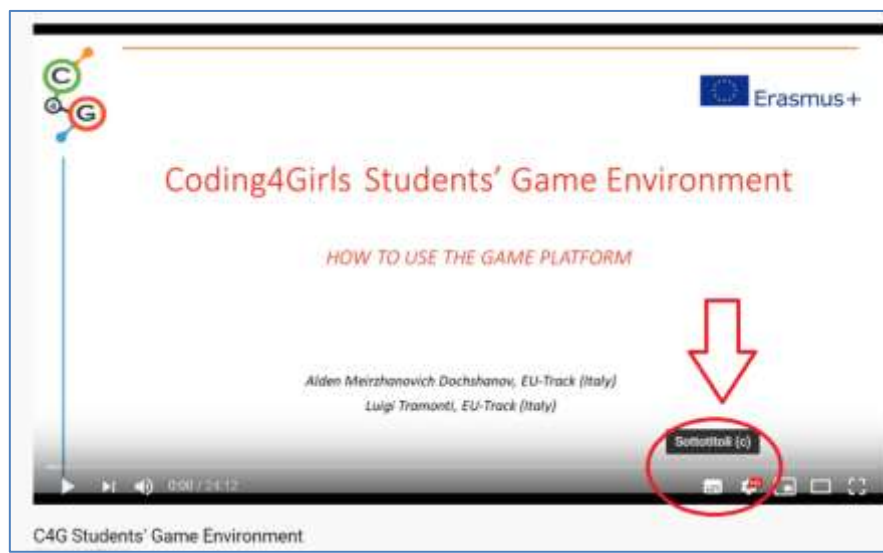 C
4
G
Erasmus+
Coding4Girls Students' Game Environment
HOW TO USE THE GAME PLATFORM
Alden Meirzhanovich Dochshanov, EU-Track (Italy)
Luigi Tramonti, EU-Track (Italy)
Sottotitoli (c)
0:00 / 24:12
C4G Students' Game Environment